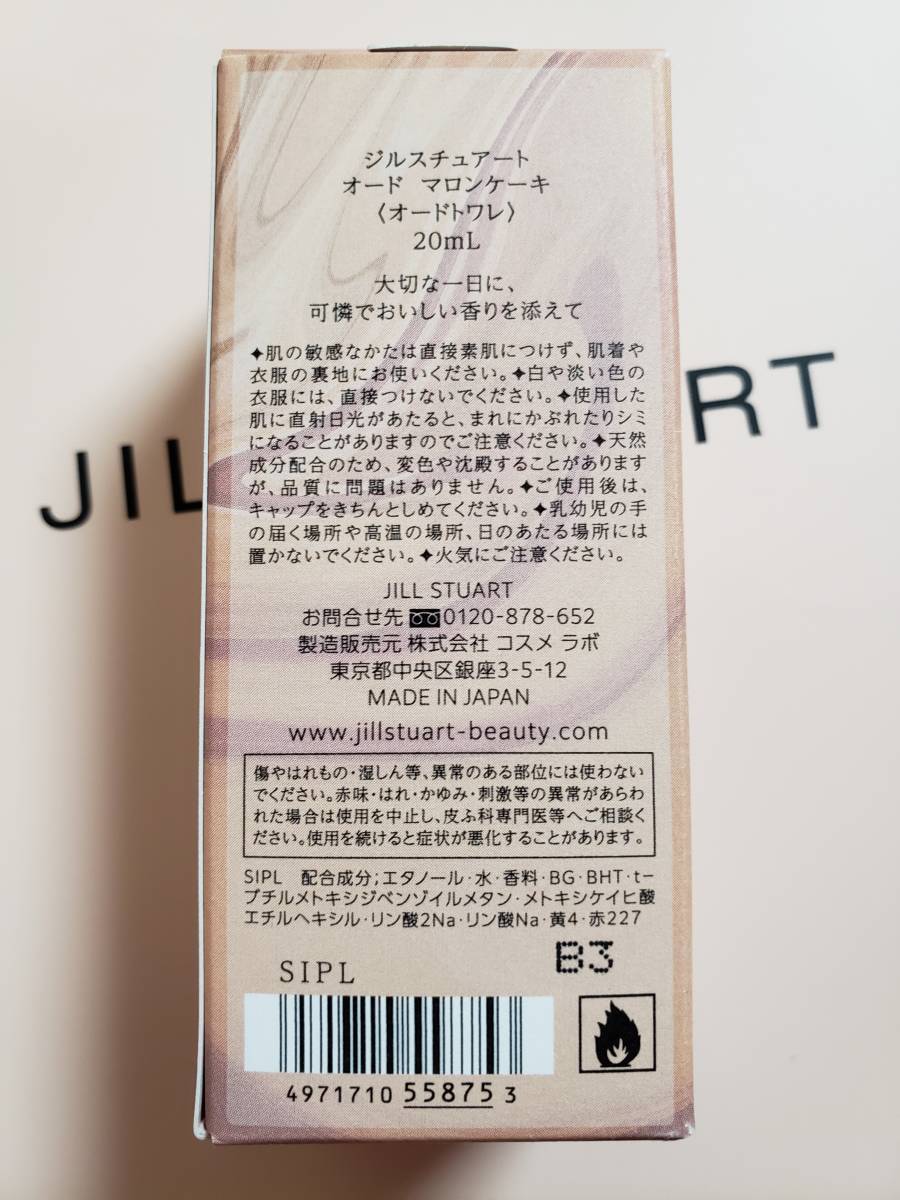 ジルスチュアート
オード マロンケーキ
〈オードトワレ〉
20mL
大切な一日に、
可憐でおいしい香りを添えて
✦肌の敏感なかたは直接素肌につけず、肌着や
衣服の裏地にお使いください。✦白や淡い色の
衣服には、直接つけないでください。✦使用した
肌に直射日光があたると、まれにかぶれたりシミ
になることがありますのでご注意ください。✦天然
成分配合のため、変色や沈殿することがあります
が、品質に問題はありません。✦ご使用後は、
キャップをきちんとしめてください。✦乳幼児の手
の届く場所や高温の場所、日のあたる場所には
置かないでください。✦火気にご注意ください。
JILL STUART
お問合せ先 0120-878-652
製造販売元 株式会社 コスメ ラボ
東京都中央区銀座3-5-12
MADE IN JAPAN
www.jillstuart-beauty.com
傷やはれもの・湿しん等、異常のある部位には使わない
でください。赤味・はれ・かゆみ・刺激等の異常があらわ
れた場合は使用を中止し、皮ふ科専門医等へご相談く
ださい。使用を続けると症状が悪化することがあります。
SIPL 配合成分;エタノール・水・香料・BG・BHT・t-
ブチルメトキシジベンゾイルメタン・メトキシケイヒ酸
エチルヘキシル・リン酸2Na・リン酸Na・黄4・赤227
B3
SIPL
4971710 55875 3
JIL ART